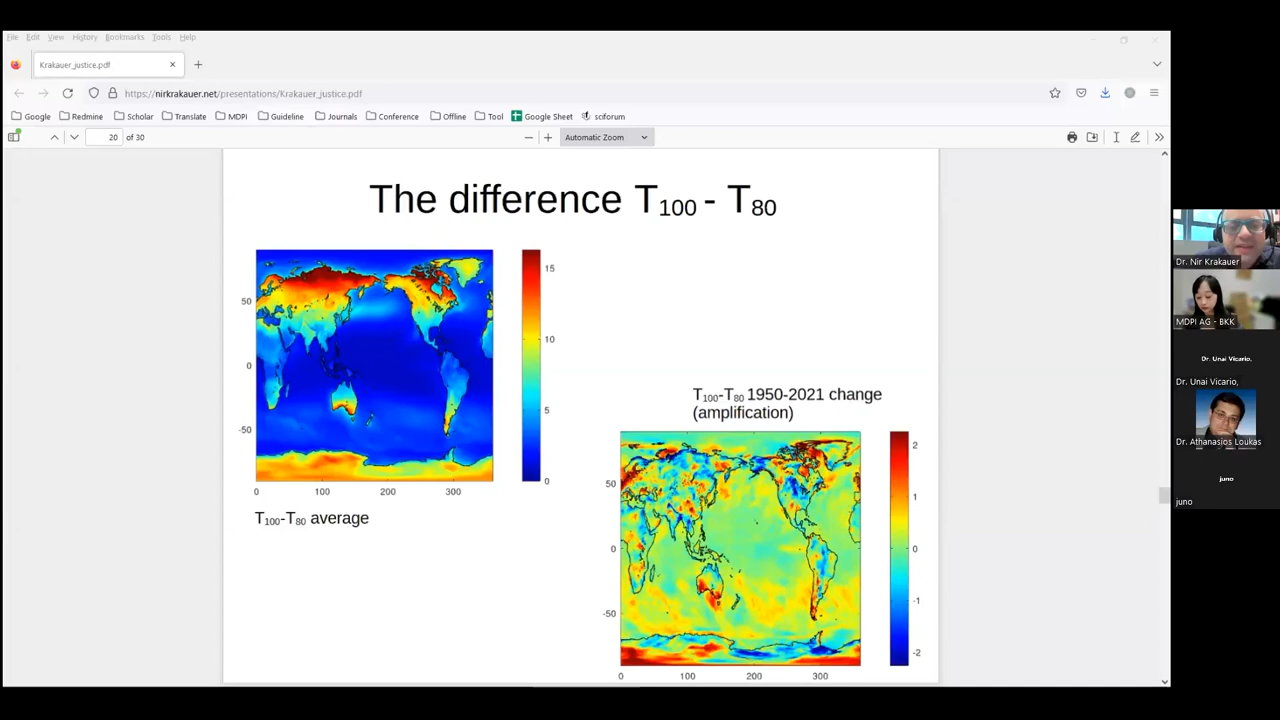 File Edit View History Bookmarks Tools Help
Krakauer_justice.pdf
https://nirkrakauer.net/presentations/Krakauer_justice.pdf
Google Redmine Scholar Translate MDPI Guideline Journals Conference Offline Tool Google Sheet sciforum
20 of 30 Automatic Zoom
The difference T100 - T80
15
10
5
0
50
0
-50
0 100 200 300
T100-T80 average
T100-T80 1950-2021 change
(amplification)
2
1
0
-1
-2
50
0
-50
0 100 200 300
Dr. Nir Krakauer
MDPI AG - BKK
Dr. Unai Vicario,
Dr. Unai Vicario,
Dr. Athanasios Loukas
juno
juno